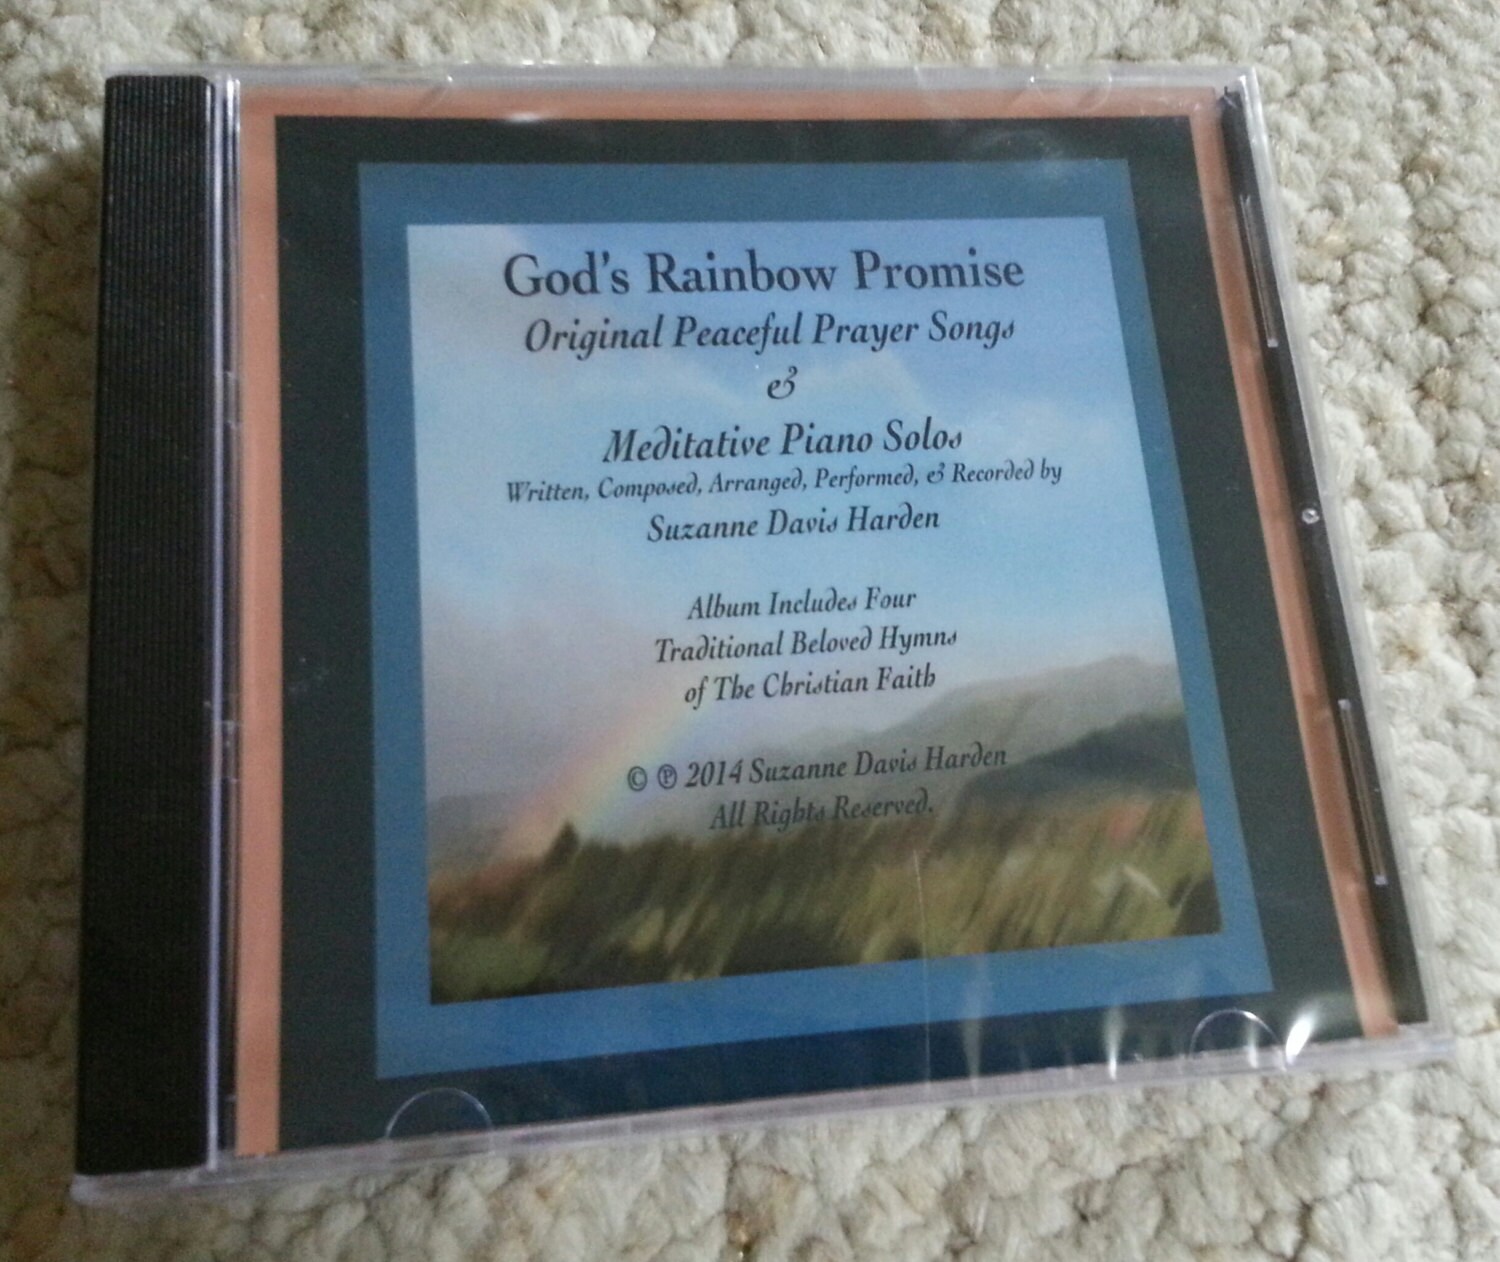 God's Rainbow Promise
Original Peaceful Prayer Songs
&
Meditative Piano Solos
Written, Composed, Arranged, Performed, & Recorded by
Suzanne Davis Harden
Album Includes Four
Traditional Beloved Hymns
of The Christian Faith
© ℗ 2014 Suzanne Davis Harden
All Rights Reserved.